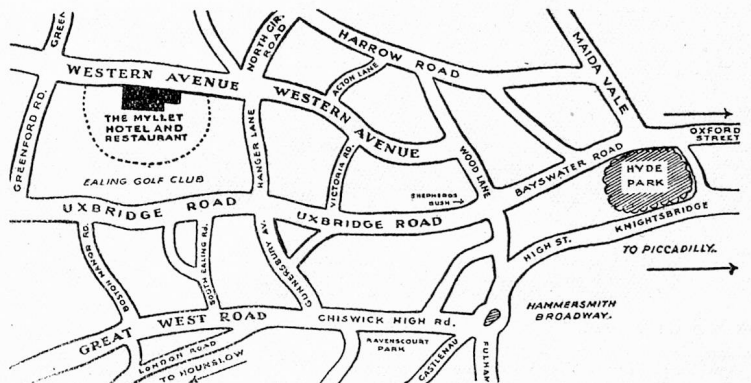 GREEN
NORTH CIR.
ROAD
HARROW ROAD
MAIDA VALE
WESTERN AVENUE
ACTON LANE
WESTERN AVENUE
OXFORD
STREET
GREENFORD RD.
THE MYLLET
HOTEL AND
RESTAURANT
HANGER LANE
VICTORIA RD.
WOOD LANE
BAYSWATER ROAD
HYDE
PARK
EALING GOLF CLUB
SHEPHERDS
BUSH
UXBRIDGE ROAD
UXBRIDGE ROAD
KNIGHTSBRIDGE
HIGH ST.
TO PICCADILLY.
BOSTON MANOR RD.
SOUTH EALING RD.
GUNNERSBURY AV.
HAMMERSMITH
BROADWAY.
GREAT WEST ROAD
CHISWICK HIGH RD.
RAVENSCOURT
PARK
CASTLENAU
FULHAM
LONDON ROAD
TO HOUNSLOW